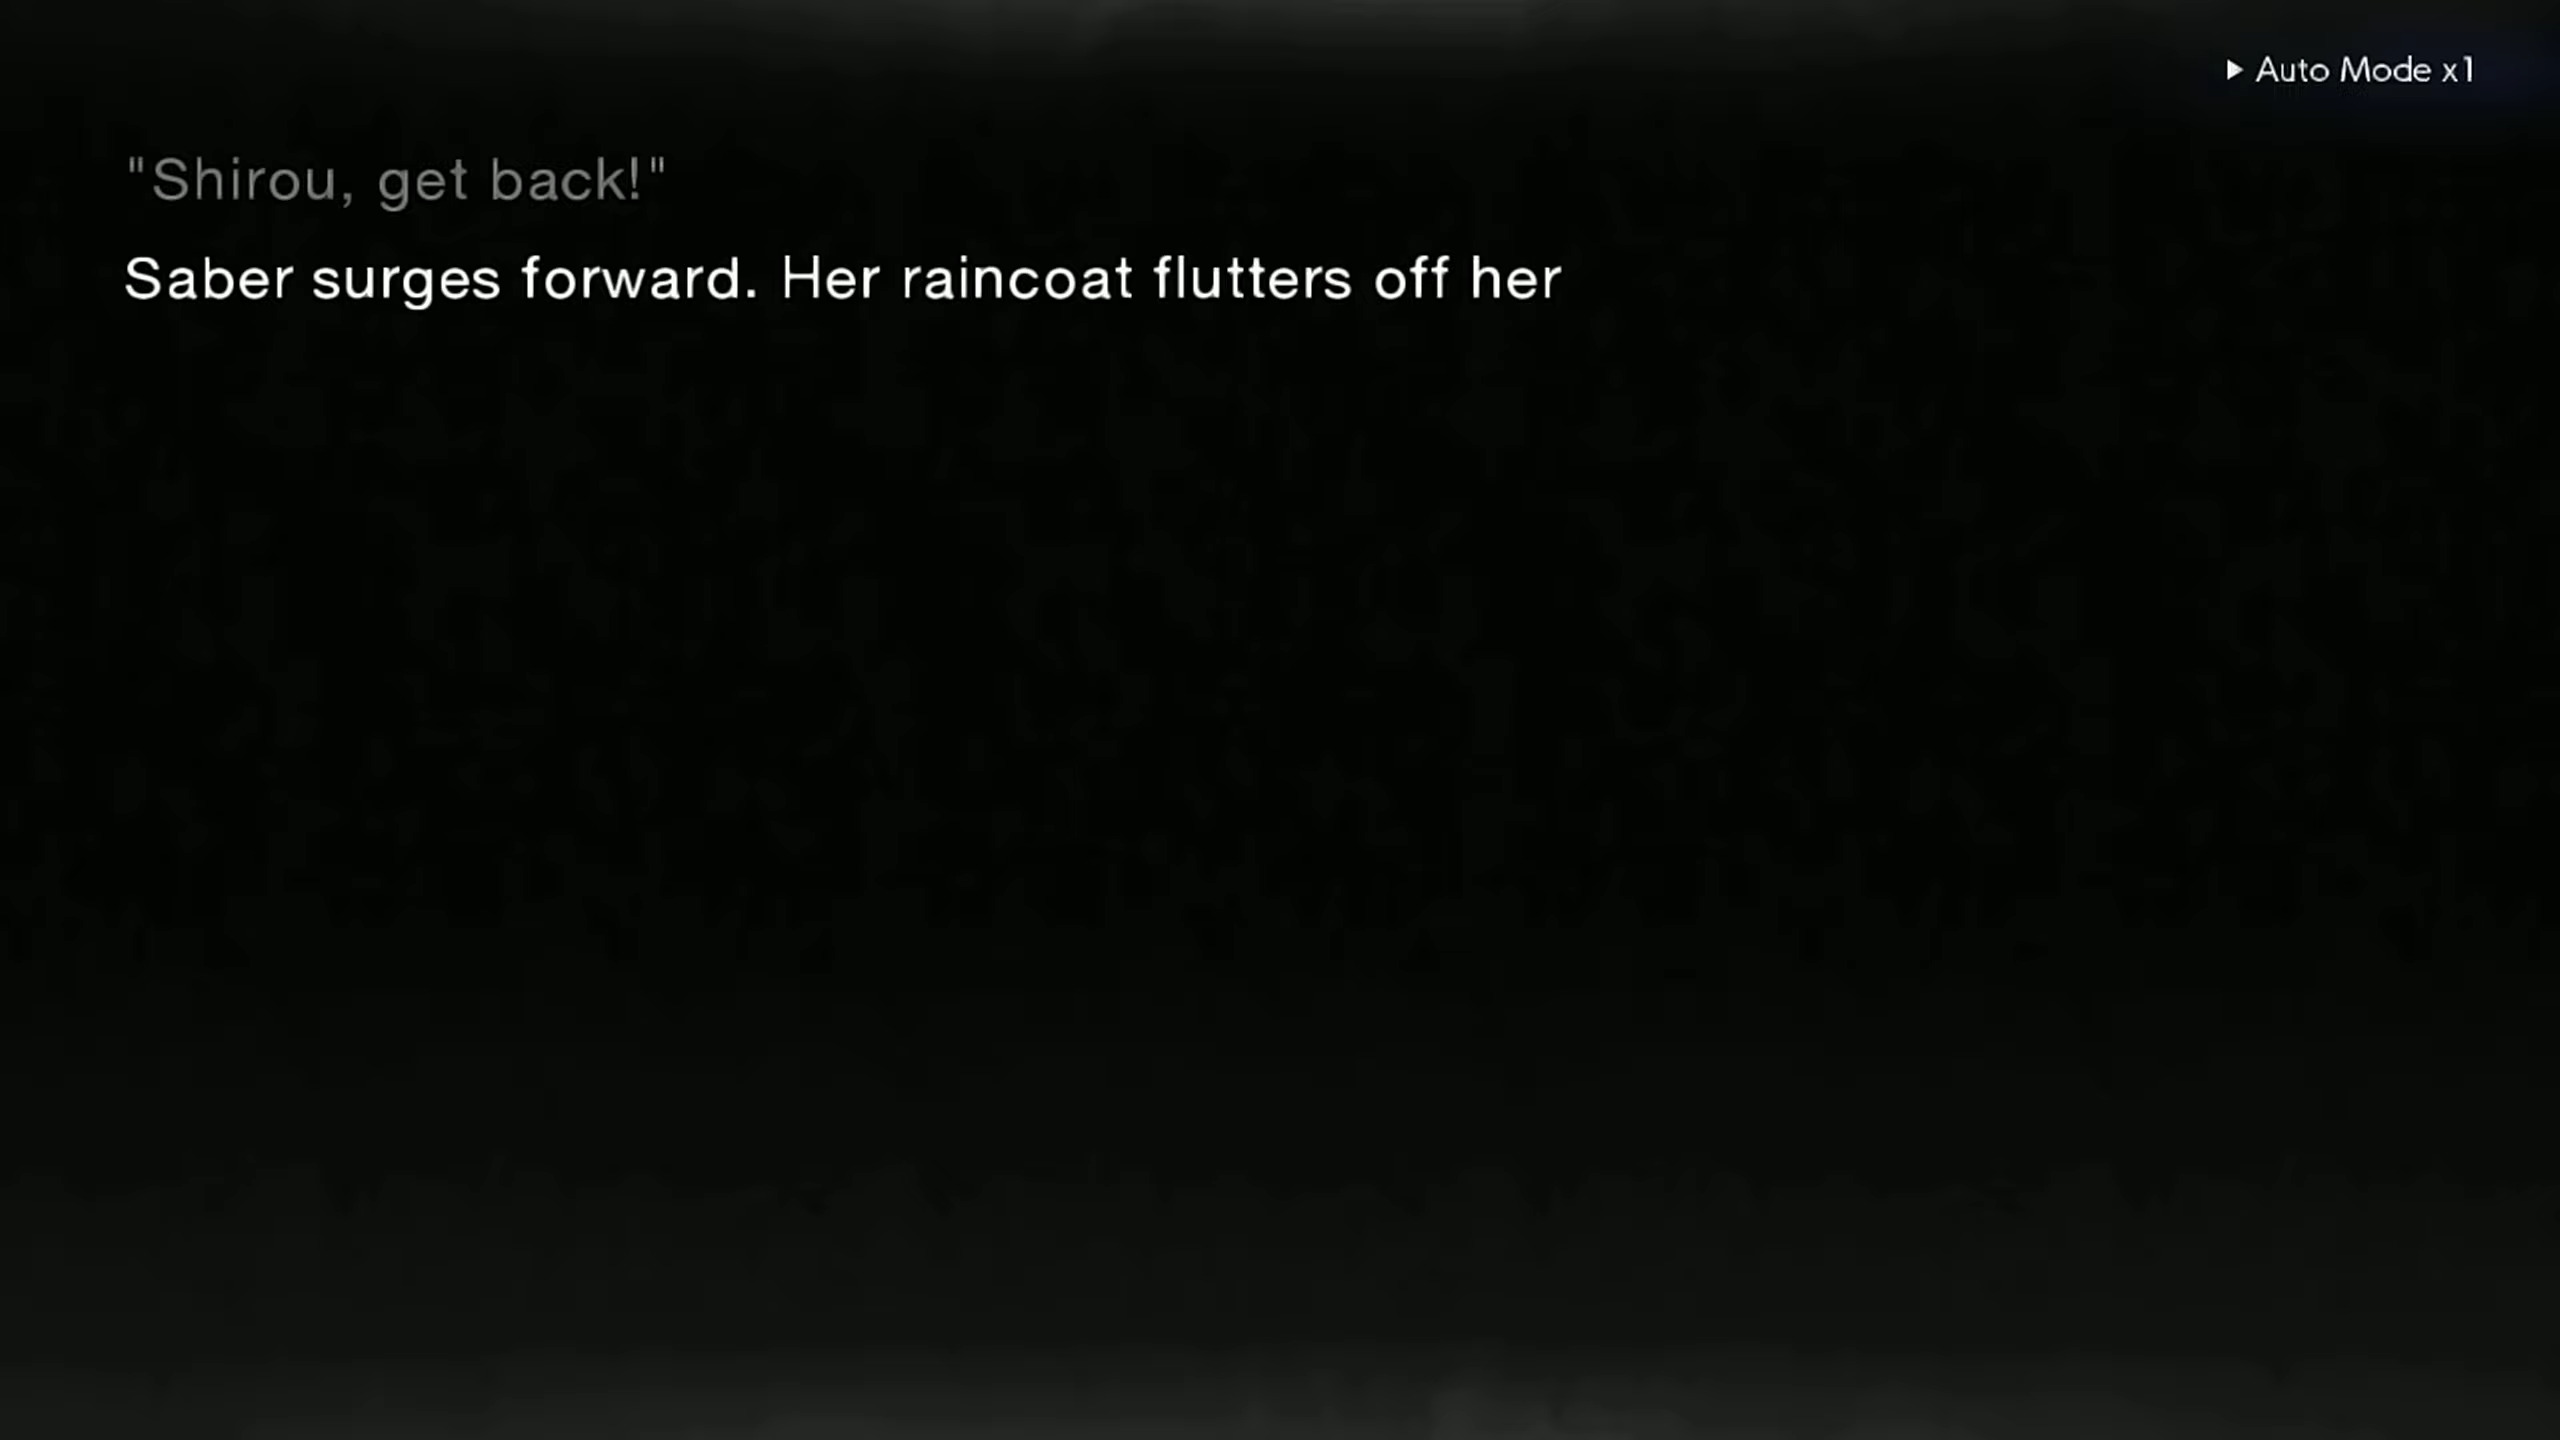 ▶ Auto Mode x1
"Shirou, get back!"
Saber surges forward. Her raincoat flutters off her